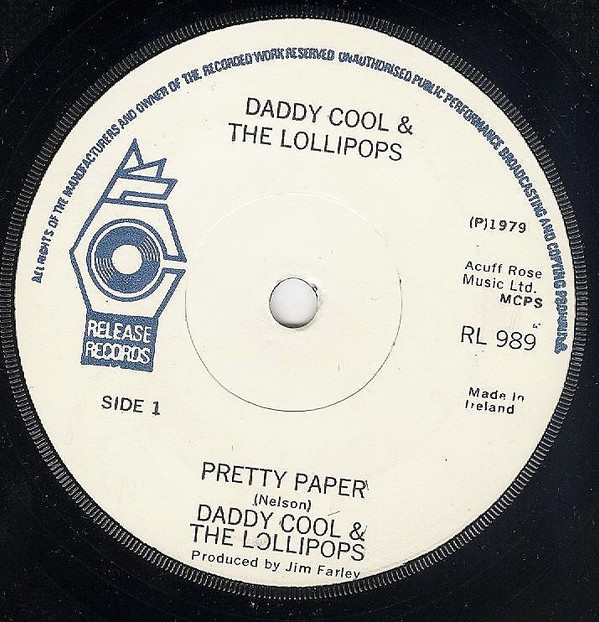 ALL RIGHTS OF THE MANUFACTURERS AND OWNER OF THE RECORDED WORK RESERVED UNAUTHORISED PUBLIC PERFORMANCE BROADCASTING AND COPYING PROHIBITED.
DADDY COOL &
THE LOLLIPOPS
(P)1979
Acuff Rose
Music Ltd.
MCPS
RL 989
RELEASE
RECORDS
Made in
Ireland
SIDE 1
PRETTY PAPER
(Nelson)
DADDY COOL &
THE LOLLIPOPS
Produced by Jim Farley